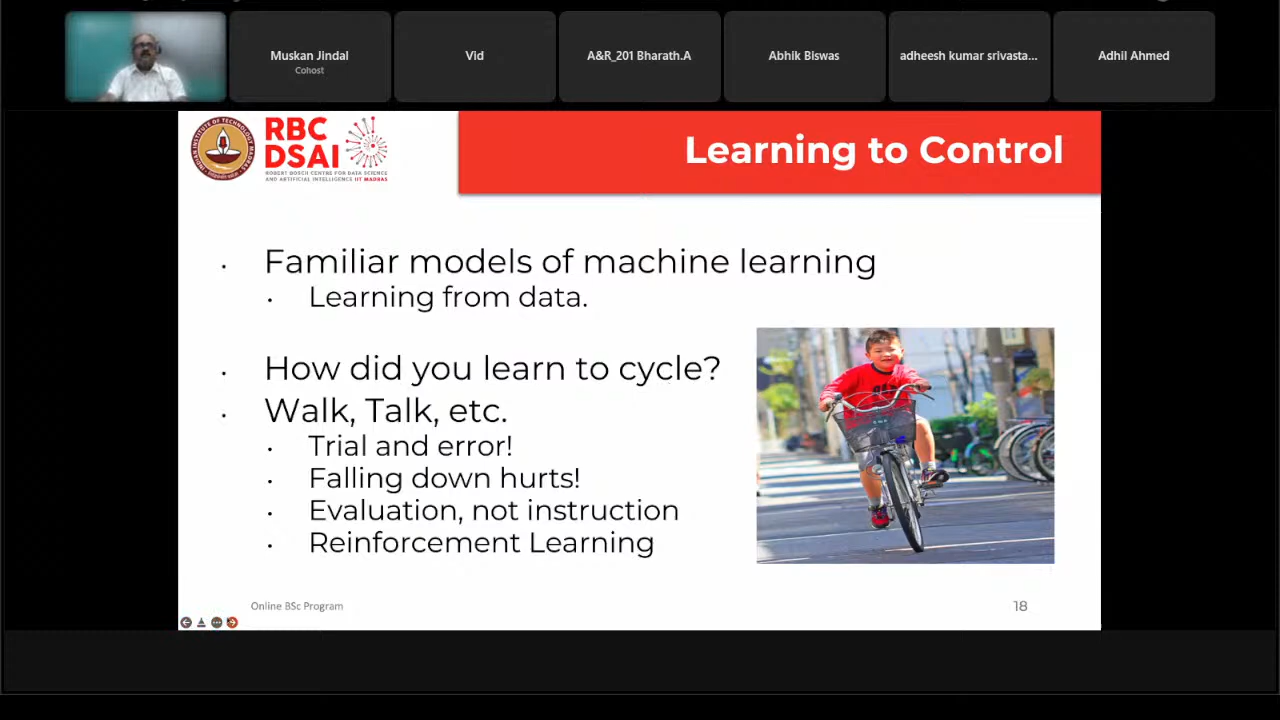 Muskan Jindal
Cohost
Vid
A&R_201 Bharath.A
Abhik Biswas
adheesh kumar srivasta...
Adhil Ahmed
RBC
DSAI
ROBERT BOSCH CENTRE FOR DATA SCIENCE
AND ARTIFICIAL INTELLIGENCE IIT MADRAS
Learning to Control
Familiar models of machine learning
Learning from data.
How did you learn to cycle?
Walk, Talk, etc.
Trial and error!
Falling down hurts!
Evaluation, not instruction
Reinforcement Learning
Online BSc Program
18